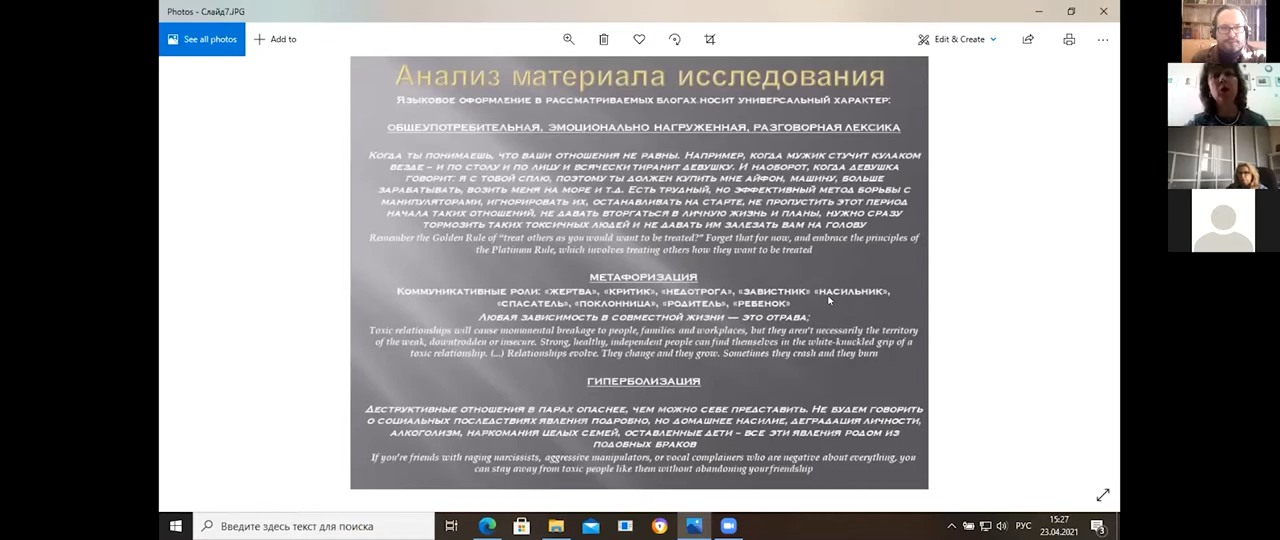 Photos - Слайд7.JPG
See all photos
Add to
Edit & Create
Анализ материала исследования
Языковое оформление в рассматриваемых блогах носит универсальный характер:
общеупотребительная, эмоционально нагруженная, разговорная лексика
Когда ты понимаешь, что ваши отношения не равны. Например, когда мужик стучит кулаком
везде – и по столу и по лицу и всячески тиранит девушку. И наоборот, когда девушка
говорит: я с тобой сплю, поэтому ты должен купить мне айфон, машину, больше
зарабатывать, возить меня на море и т.д. Есть трудный, но эффективный метод борьбы с
манипуляторами, игнорировать их, останавливать на старте, не пропустить этот период
начала таких отношений, не давать вторгаться в личную жизнь и планы, нужно сразу
тормозить таких токсичных людей и не давать им залезать вам на голову
Remember the Golden Rule of “treat others as you would want to be treated?” Forget that for now, and embrace the principles of
the Platinum Rule, which involves treating others how they want to be treated
метафоризация
Коммуникативные роли: «жертва», «критик», «недотрога», «завистник» «насильник»,
«спасатель», «поклонница», «родитель», «ребенок»
Любая зависимость в совместной жизни — это отрава;
Toxic relationships will cause monumental breakage to people, families and workplaces, but they aren’t necessarily the territory
of the weak, downtrodden or insecure. Strong, healthy, independent people can find themselves in the white-knuckled grip of a
toxic relationship. (...) Relationships evolve. They change and they grow. Sometimes they crash and they burn
гиперболизация
Деструктивные отношения в парах опаснее, чем можно себе представить. Не будем говорить
о социальных последствиях явления подробно, но домашнее насилие, деградация личности,
алкоголизм, наркомания целых семей, оставленные дети – все эти явления родом из
подобных браков
If you’re friends with raging narcissists, aggressive manipulators, or vocal complainers who are negative about everything, you
can stay away from toxic people like them without abandoning your friendship
Введите здесь текст для поиска
РУС
15:27
23.04.2021
3